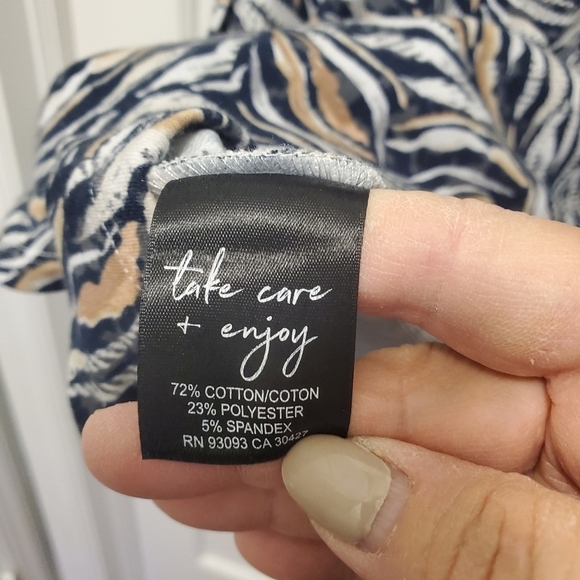 take care
+ enjoy
72% COTTON/COTON
23% POLYESTER
5% SPANDEX
RN 93093 CA 30427